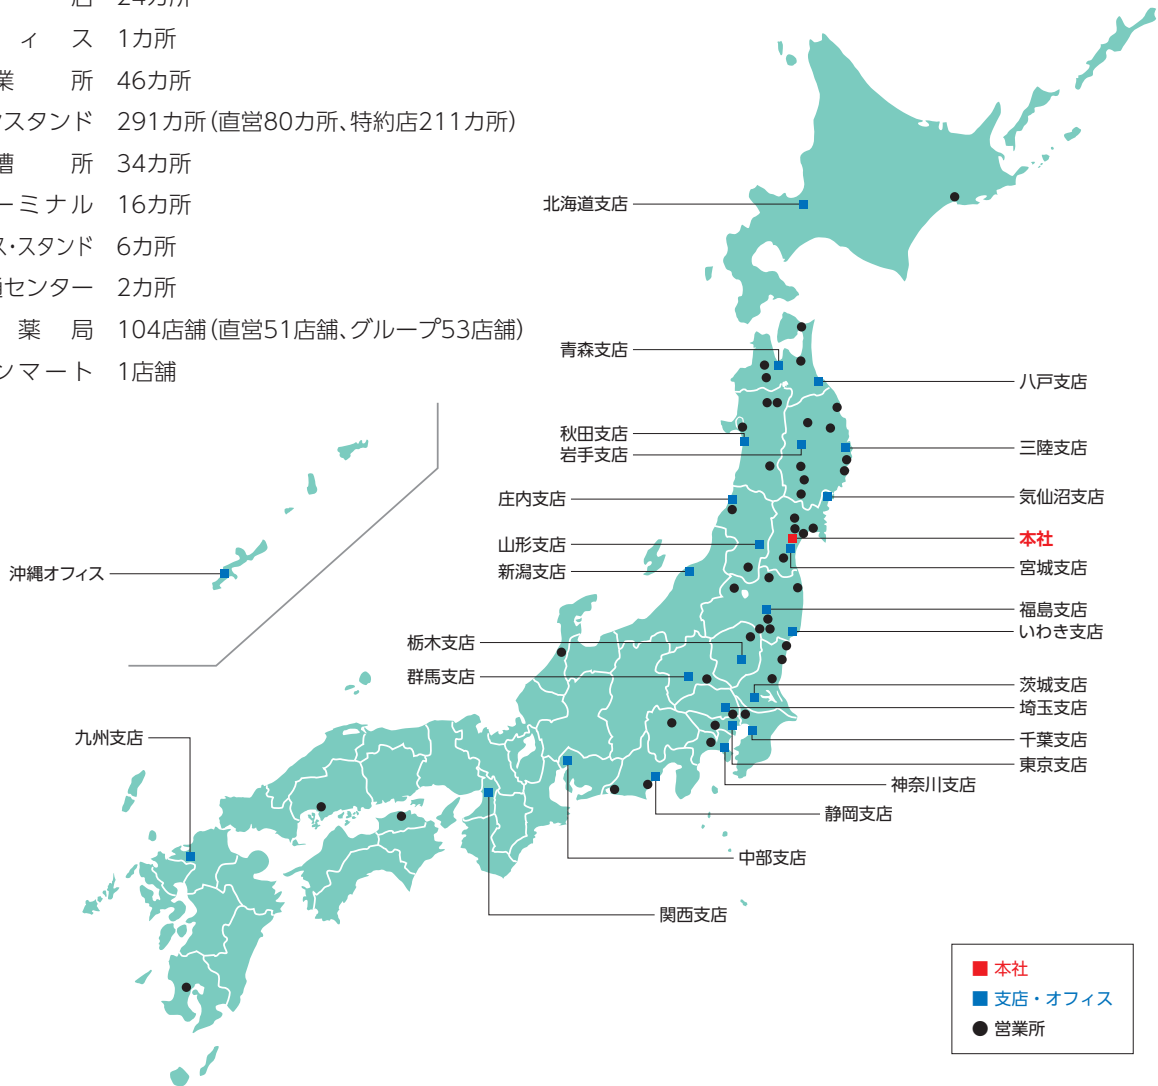 店 24カ所
ィス 1カ所
業所 46カ所
スタンド 291カ所(直営80カ所、特約店211カ所)
槽所 34カ所
ーミナル 16カ所
ス・スタンド 6カ所
センター 2カ所
薬局 104店舗(直営51店舗、グループ53店舗)
ンマート 1店舗
北海道支店
青森支店
八戸支店
秋田支店
岩手支店
三陸支店
庄内支店
気仙沼支店
山形支店
本社
新潟支店
宮城支店
沖縄オフィス
福島支店
いわき支店
栃木支店
群馬支店
茨城支店
埼玉支店
九州支店
千葉支店
東京支店
神奈川支店
静岡支店
中部支店
関西支店
本社
支店・オフィス
営業所